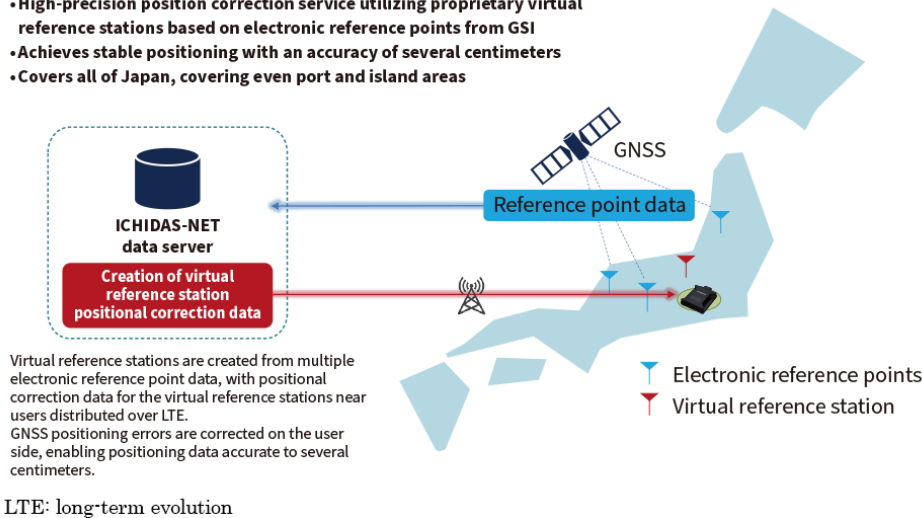 •High-precision position correction service utilizing proprietary virtual
reference stations based on electronic reference points from GSI
•Achieves stable positioning with an accuracy of several centimeters
•Covers all of Japan, covering even port and island areas
GNSS
Reference point data
ICHIDAS-NET
data server
Creation of virtual
reference station
positional correction data
Virtual reference stations are created from multiple
electronic reference point data, with positional
correction data for the virtual reference stations near
users distributed over LTE.
GNSS positioning errors are corrected on the user
side, enabling positioning data accurate to several
centimeters.
Electronic reference points
Virtual reference station
LTE: long-term evolution